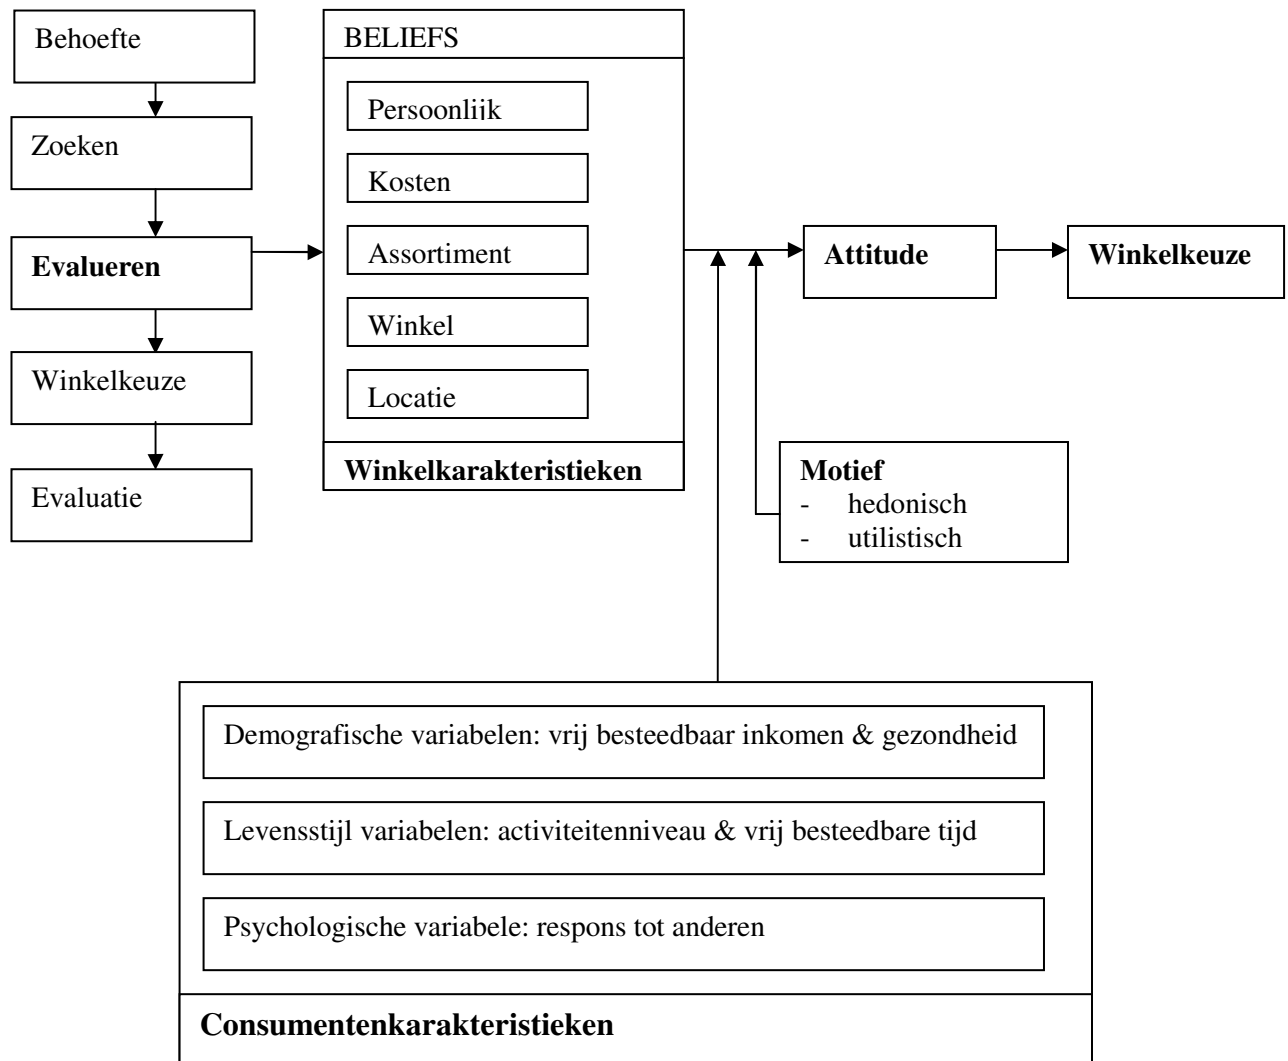 Behoefte
Zoeken
Evalueren
Winkelkeuze
Evaluatie
BELIEFS
Persoonlijk
Kosten
Assortiment
Winkel
Locatie
Winkelkarakteristieken
Attitude
Winkelkeuze
Motief
- hedonisch
- utilistisch
Demografische variabelen: vrij besteedbaar inkomen & gezondheid
Levensstijl variabelen: activiteitenniveau & vrij besteedbare tijd
Psychologische variabele: respons tot anderen
Consumentenkarakteristieken